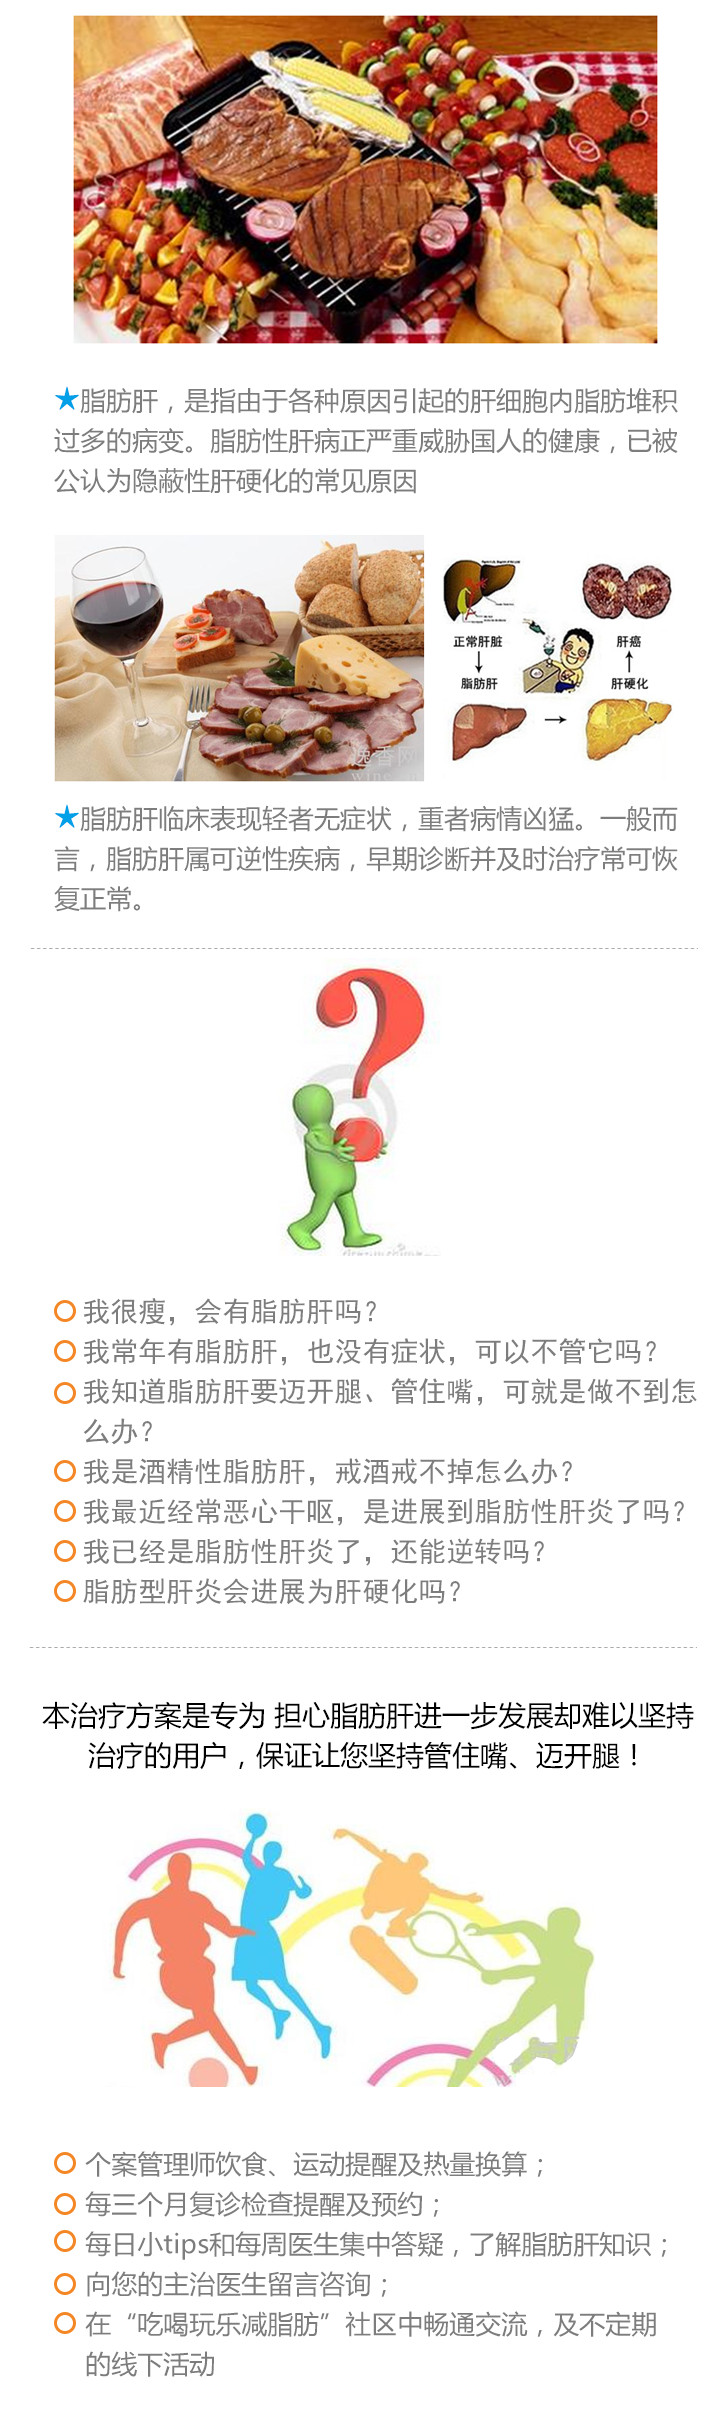 ★脂肪肝，是指由于各种原因引起的肝细胞内脂肪堆积
过多的病变。脂肪性肝病正严重威胁国人的健康，已被
公认为隐蔽性肝硬化的常见原因
正常肝脏
脂肪肝
肝癌
肝硬化
逸香网
★脂肪肝临床表现轻者无症状，重者病情凶猛。一般而
言，脂肪肝属可逆性疾病，早期诊断并及时治疗常可恢
复正常。
我很瘦，会有脂肪肝吗？
我常年有脂肪肝，也没有症状，可以不管它吗？
我知道脂肪肝要迈开腿、管住嘴，可就是做不到怎
么办？
我是酒精性脂肪肝，戒酒戒不掉怎么办？
我最近经常恶心干呕，是进展到脂肪性肝炎了吗？
我已经是脂肪性肝炎了，还能逆转吗？
脂肪型肝炎会进展为肝硬化吗？
本治疗方案是专为 担心脂肪肝进一步发展却难以坚持
治疗的用户，保证让您坚持管住嘴、迈开腿！
个案管理师饮食、运动提醒及热量换算；
每三个月复诊检查提醒及预约；
每日小tips和每周医生集中答疑，了解脂肪肝知识；
向您的主治医生留言咨询；
在“吃喝玩乐减脂肪”社区中畅通交流，及不定期
的线下活动